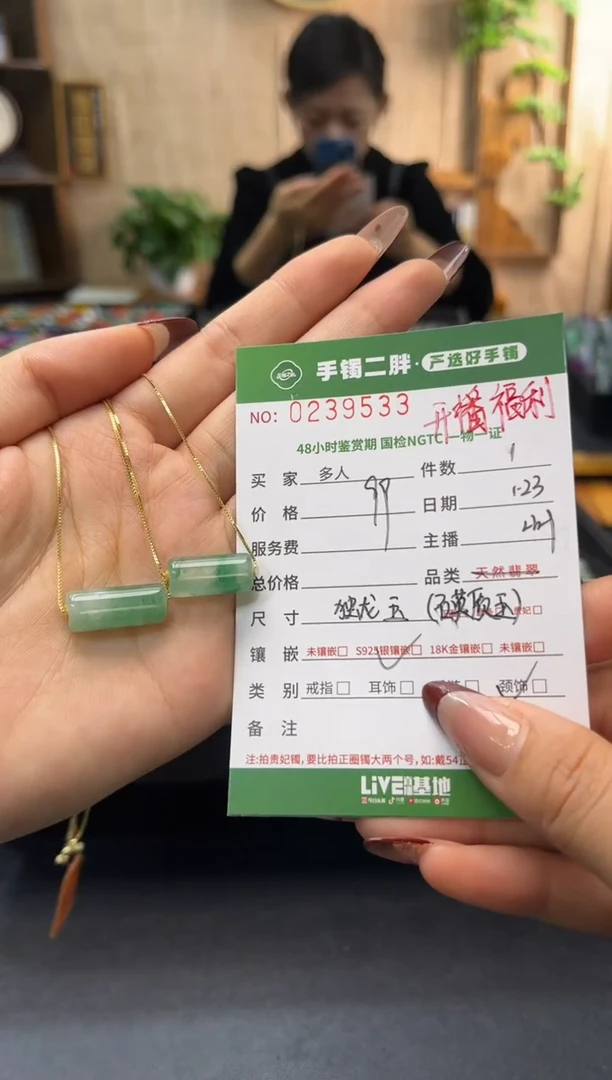 手镯二胖·严选好手镯
NO: 0239533
开播福利
48小时鉴赏期 国检NGTC一物一证
买 家 多人 件数 1
价 格 99 日期 1.23
服务费 主播
总价格 品类 天然翡翠
尺 寸 独龙玉
镶 嵌 未镶嵌□ S925银镶嵌□ 18K金镶嵌□ 未镶嵌□
类 别 戒指□ 耳饰□ 颈饰□
备 注
注:拍贵妃镯,要比拍正圈镯大两个号,如:戴54正
LiVE直播基地